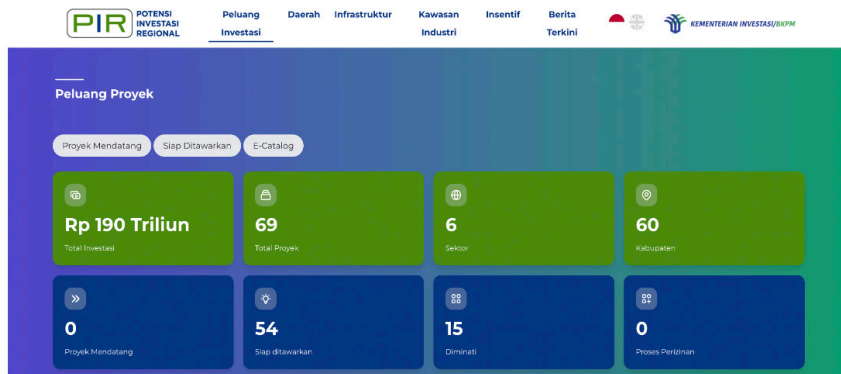 PIR
POTENSI
INVESTASI
REGIONAL
Peluang
Investasi
Daerah
Infrastruktur
Kawasan
Industri
Insentif
Berita
Terkini
KEMENTERIAN INVESTASI/BKPM
Peluang Proyek
Proyek Mendatang
Siap Ditawarkan
E-Catalog
Rp 190 Triliun
Total Investasi
69
Total Proyek
6
Sektor
60
Kabupaten
0
Proyek Mendatang
54
Siap ditawarkan
15
Diminati
0
Proses Perizinan